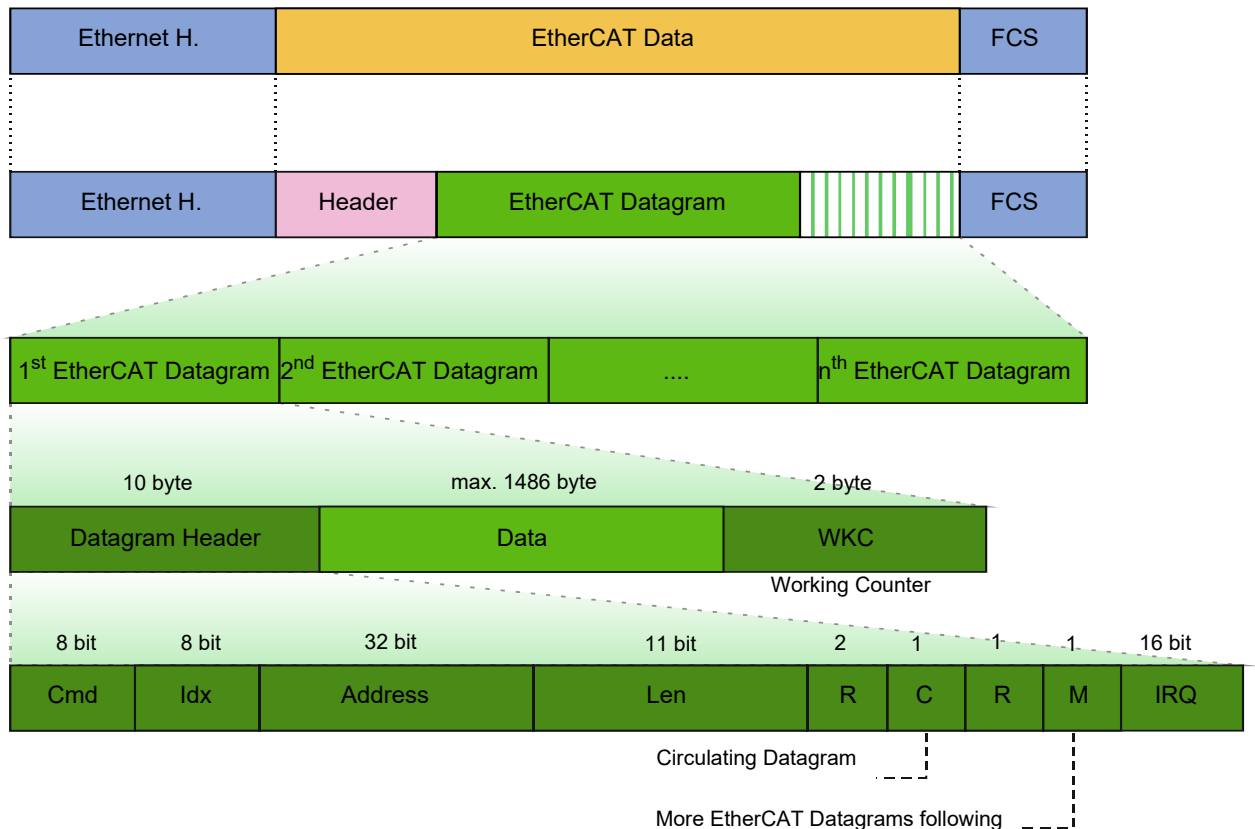 Ethernet H. EtherCAT Data FCS
Ethernet H. Header EtherCAT Datagram FCS
1st EtherCAT Datagram 2nd EtherCAT Datagram .... nth EtherCAT Datagram
10 byte max. 1486 byte 2 byte
Datagram Header Data WKC
Working Counter
8 bit 8 bit 32 bit 11 bit 2 1 1 1 16 bit
Cmd Idx Address Len R C R M IRQ
Circulating Datagram
More EtherCAT Datagrams following